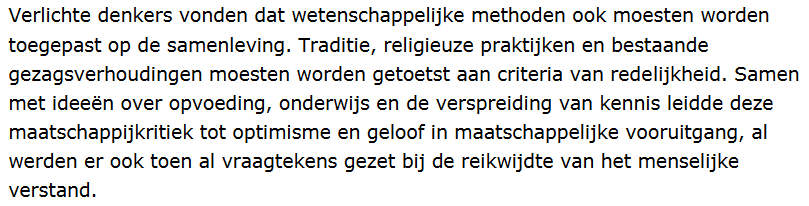 Verlichte denkers vonden dat wetenschappelijke methoden ook moesten worden
toegepast op de samenleving. Traditie, religieuze praktijken en bestaande
gezagsverhoudingen moesten worden getoetst aan criteria van redelijkheid. Samen
met ideeën over opvoeding, onderwijs en de verspreiding van kennis leidde deze
maatschappijkritiek tot optimisme en geloof in maatschappelijke vooruitgang, al
werden er ook toen al vraagtekens gezet bij de reikwijdte van het menselijke
verstand.